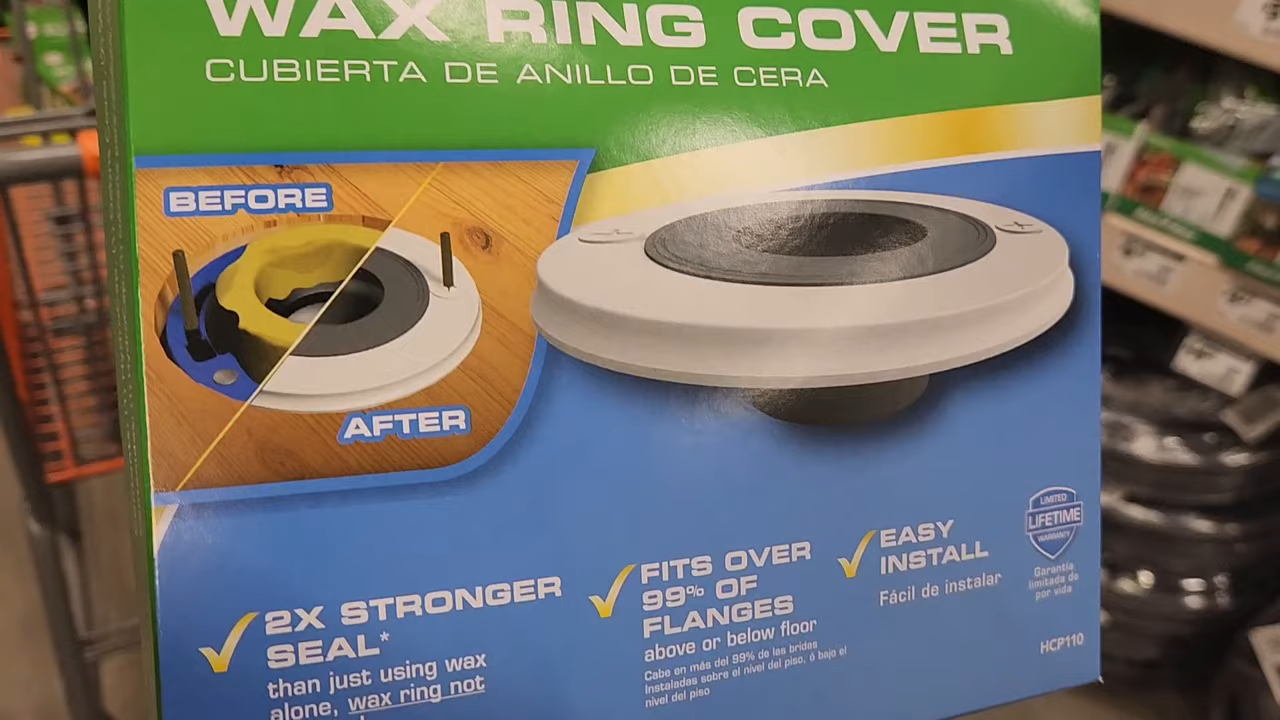 WAX RING COVER
CUBIERTA DE ANILLO DE CERA
BEFORE
AFTER
2X STRONGER
SEAL*
than just using wax
alone, wax ring not
FITS OVER
99% OF
FLANGES
above or below floor
Cabe en más del 99% de las bridas
Instaladas sobre el nivel del piso, ó bajo el
nivel del piso
EASY
INSTALL
Fácil de instalar
LIMITED
LIFETIME
WARRANTY
Garantía
limitada de
por vida
HCP110